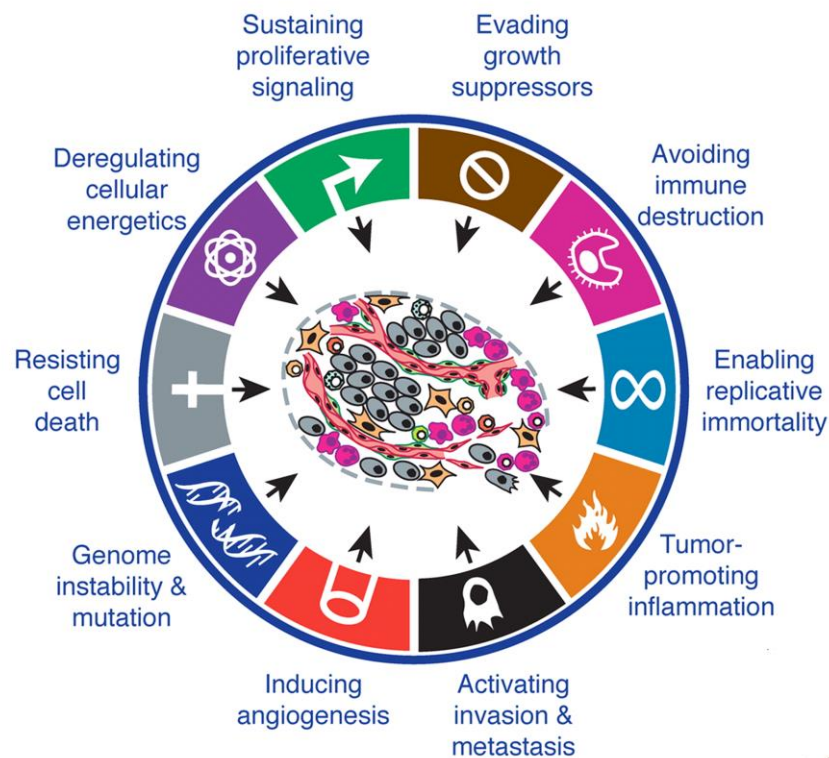 Sustaining
proliferative
signaling
Evading
growth
suppressors
Avoiding
immune
destruction
Enabling
replicative
immortality
Tumor-
promoting
inflammation
Activating
invasion &
metastasis
Inducing
angiogenesis
Genome
instability &
mutation
Resisting
cell
death
Deregulating
cellular
energetics